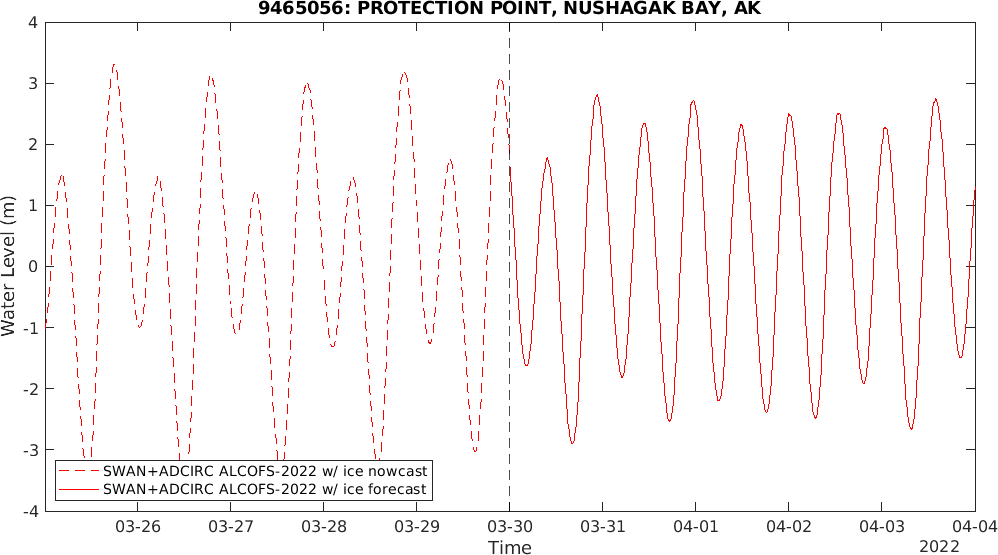 9465056: PROTECTION POINT, NUSHAGAK BAY, AK
4
3
2
1
0
-1
-2
-3
-4
Water Level (m)
SWAN+ADCIRC ALCOFS-2022 w/ ice nowcast
SWAN+ADCIRC ALCOFS-2022 w/ ice forecast
03-26 03-27 03-28 03-29 03-30 03-31 04-01 04-02 04-03 04-04
Time
2022